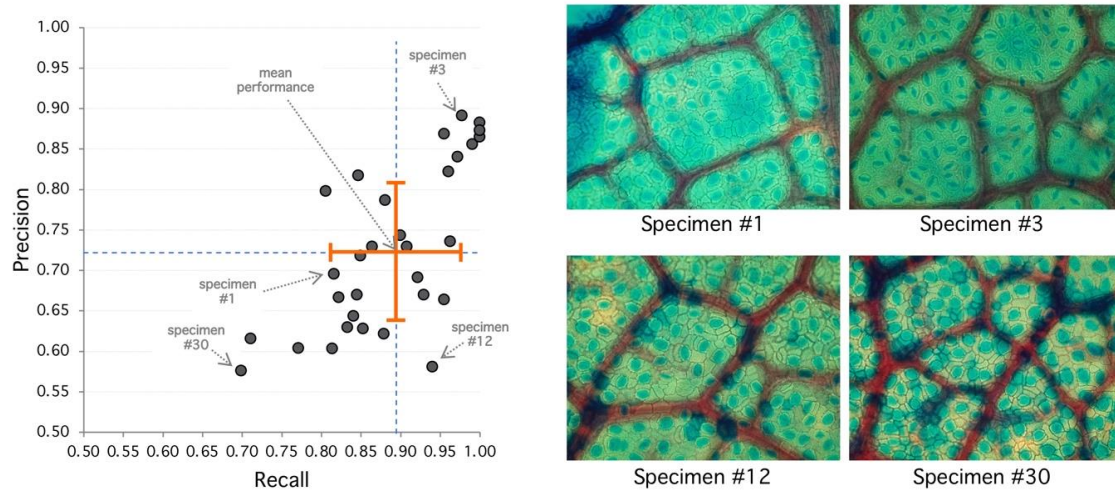 1.00
0.95
0.90
0.85
0.80
0.75
0.70
0.65
0.60
0.55
0.50
Precision
specimen
#3
mean
performance
specimen
#1
specimen
#30
specimen
#12
0.50 0.55 0.60 0.65 0.70 0.75 0.80 0.85 0.90 0.95 1.00
Recall
Specimen #1
Specimen #3
Specimen #12
Specimen #30